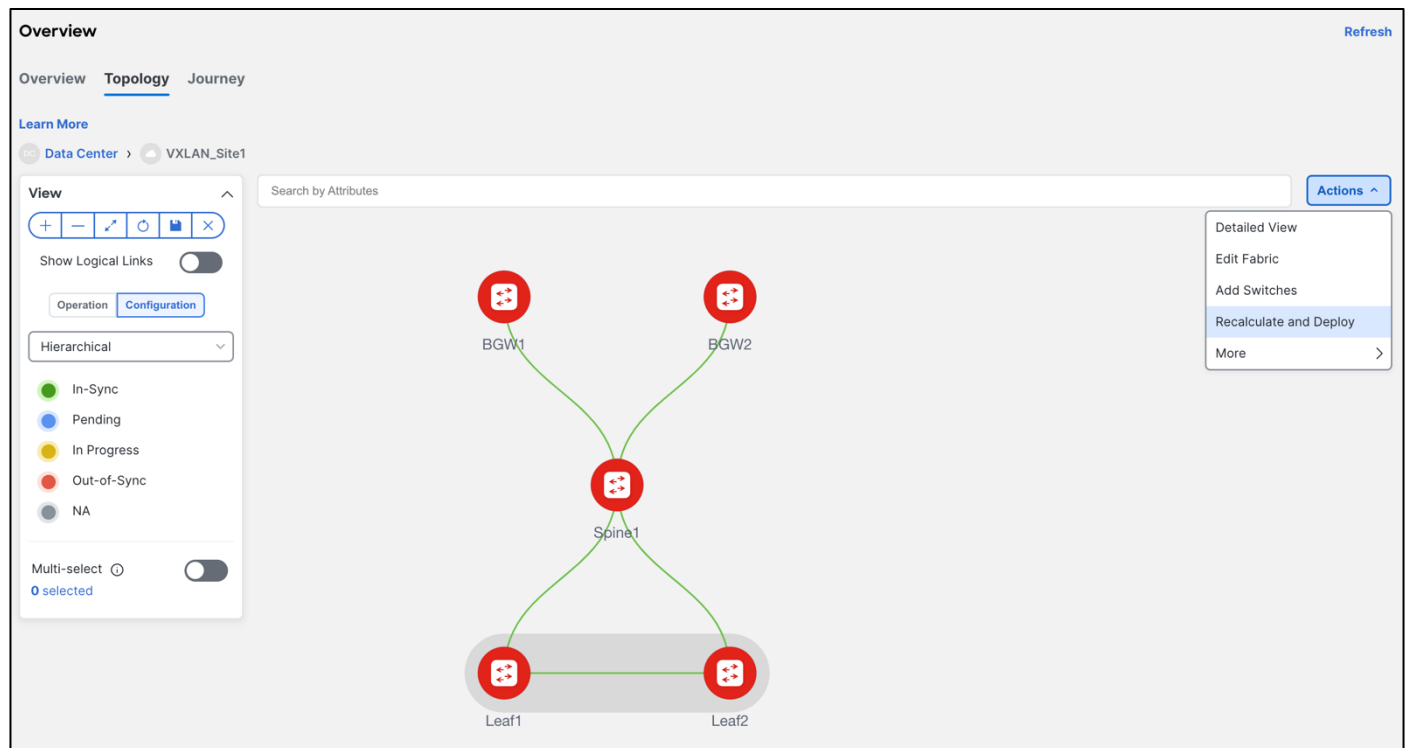 Overview
Refresh
Overview Topology Journey
Learn More
DC Data Center › VXLAN_Site1
View
Search by Attributes
Actions
Detailed View
Edit Fabric
Add Switches
Recalculate and Deploy
More
Show Logical Links
Operation Configuration
Hierarchical
In-Sync
Pending
In Progress
Out-of-Sync
NA
Multi-select
0 selected
BGW1
BGW2
Spine1
Leaf1
Leaf2